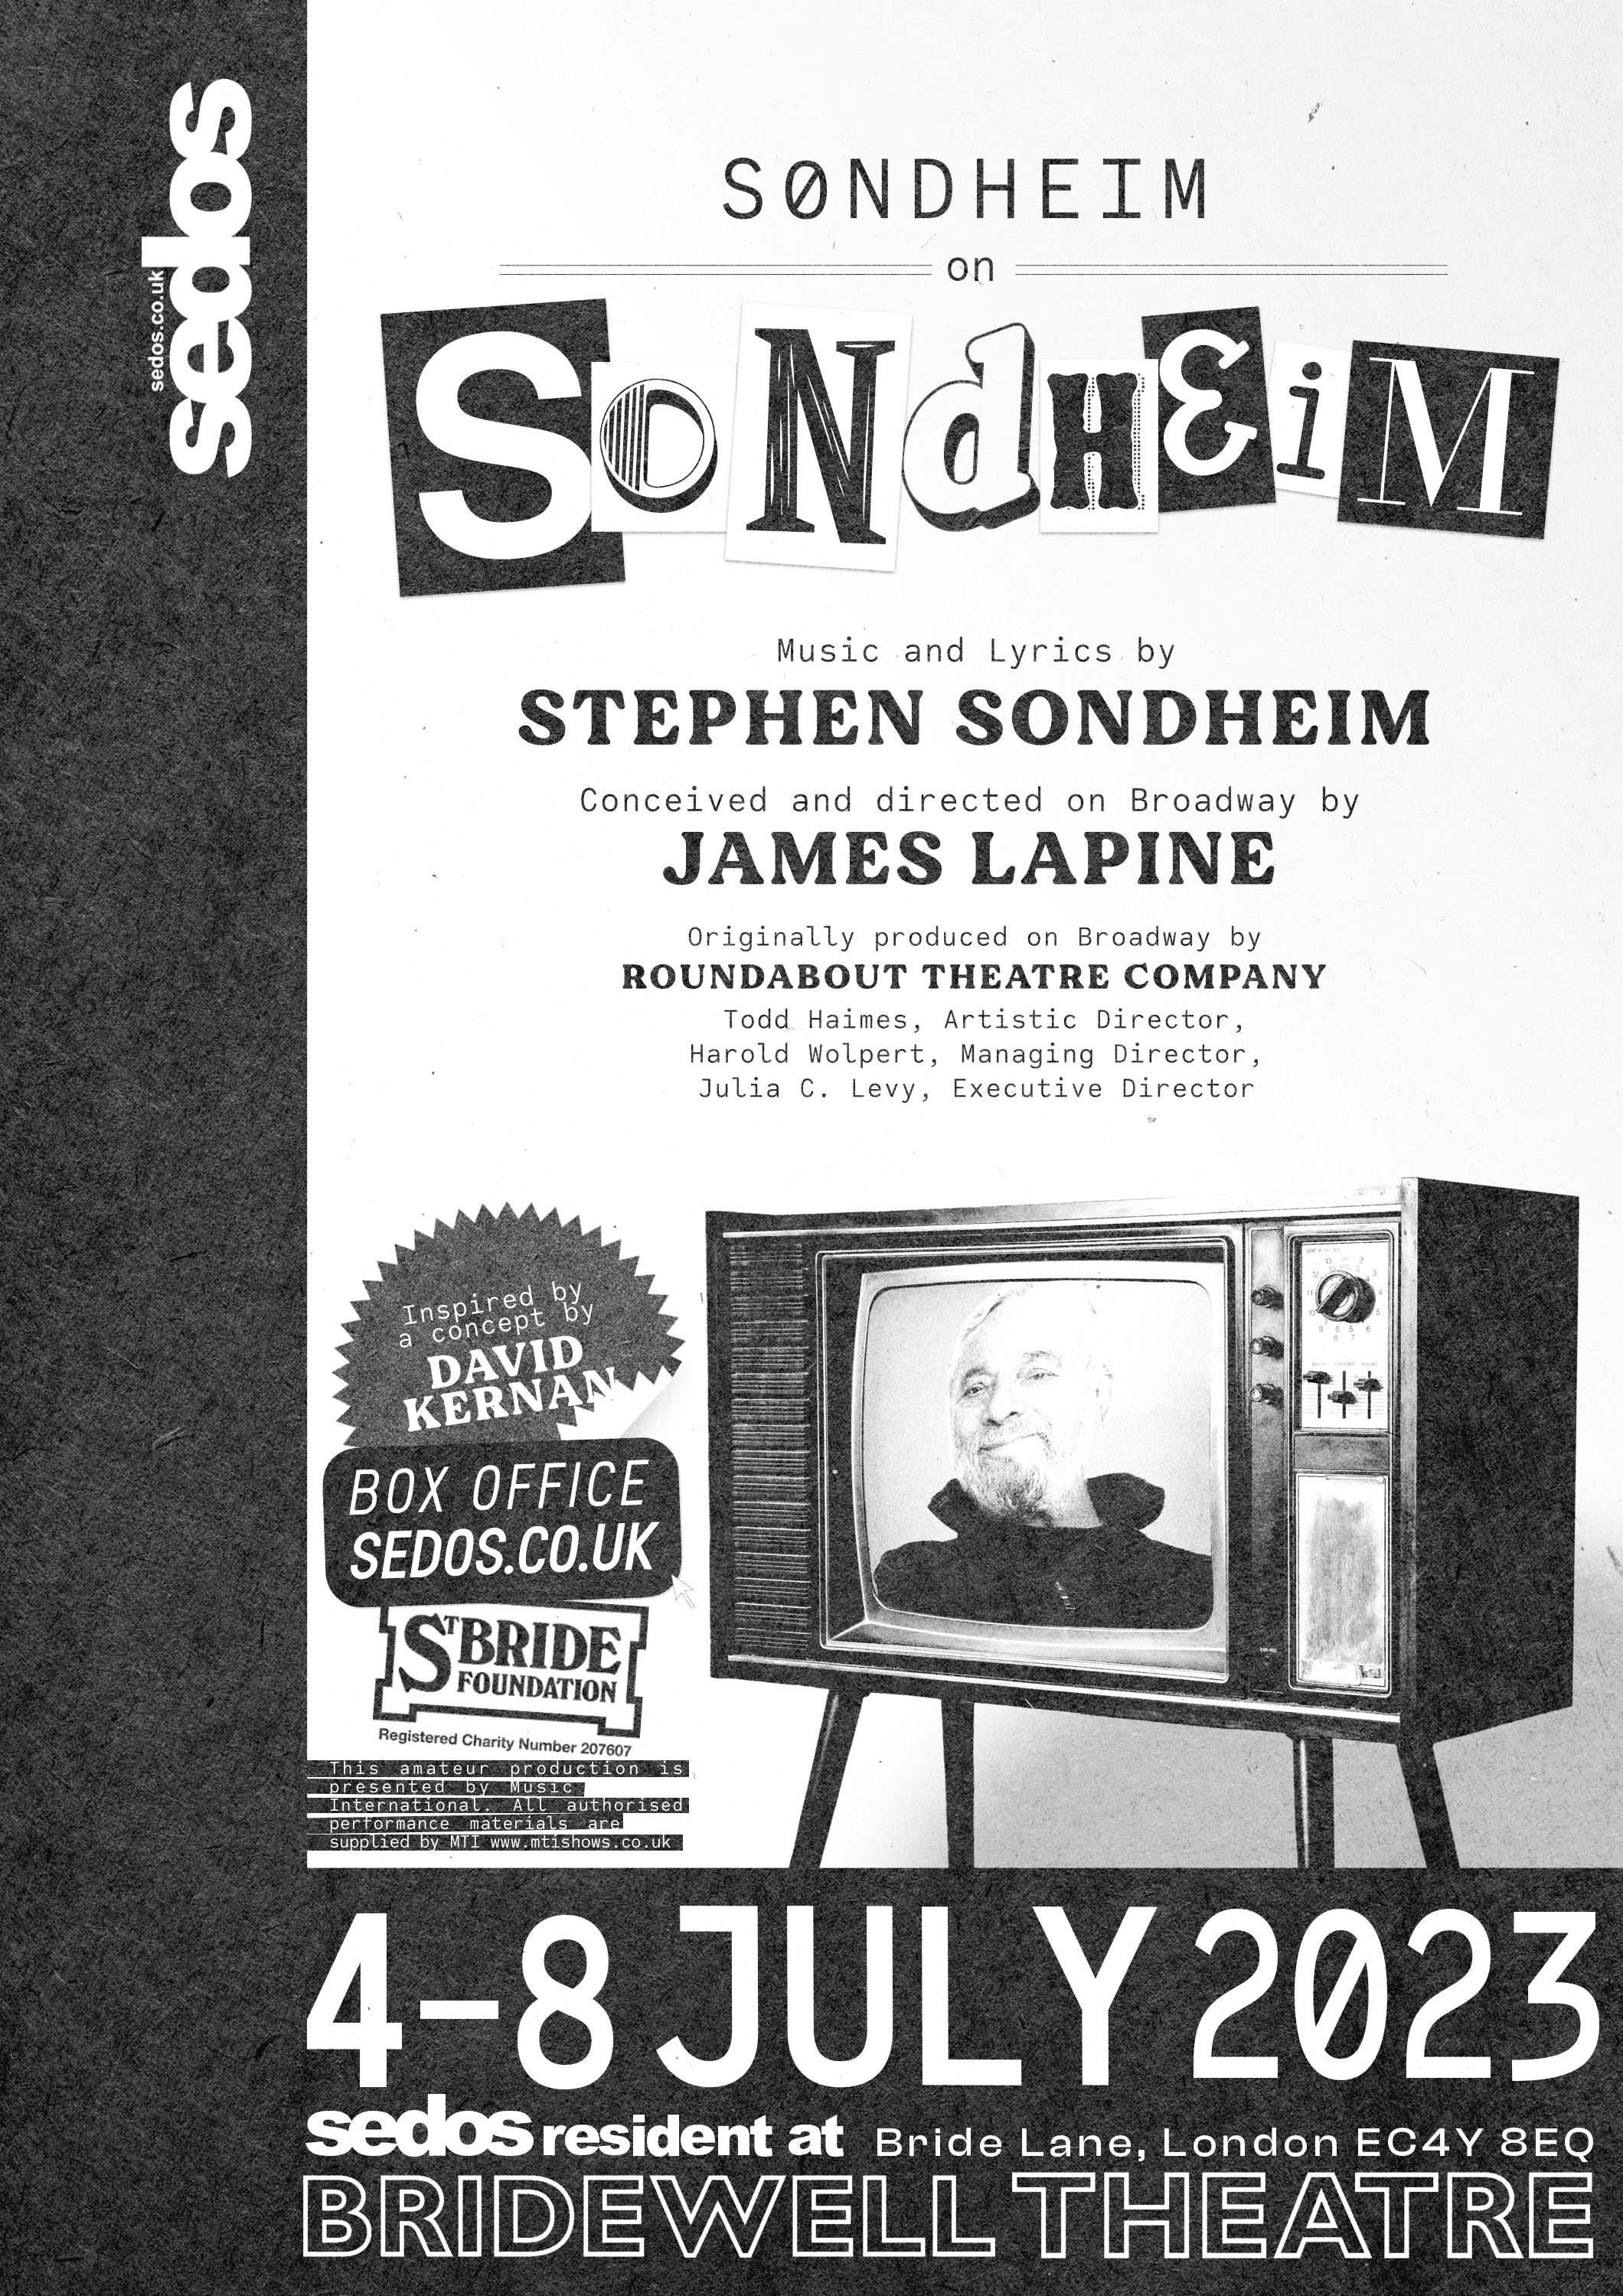 sedos
sedos.co.uk
SONDHEIM
on
SoNdHEiM
Music and Lyrics by
STEPHEN SONDHEIM
Conceived and directed on Broadway by
JAMES LAPINE
Originally produced on Broadway by
ROUNDABOUT THEATRE COMPANY
Todd Haimes, Artistic Director,
Harold Wolpert, Managing Director,
Julia C. Levy, Executive Director
Inspired by
a concept by
DAVID
KERNAN
BOX OFFICE
SEDOS.CO.UK
ST BRIDE
FOUNDATION
Registered Charity Number 207607
This amateur production is
presented by Music
International. All authorised
performance materials are
supplied by MTI www.mtishows.co.uk
4-8 JULY 2023
sedos resident at Bride Lane, London EC4Y 8EQ
BRIDEWELL THEATRE